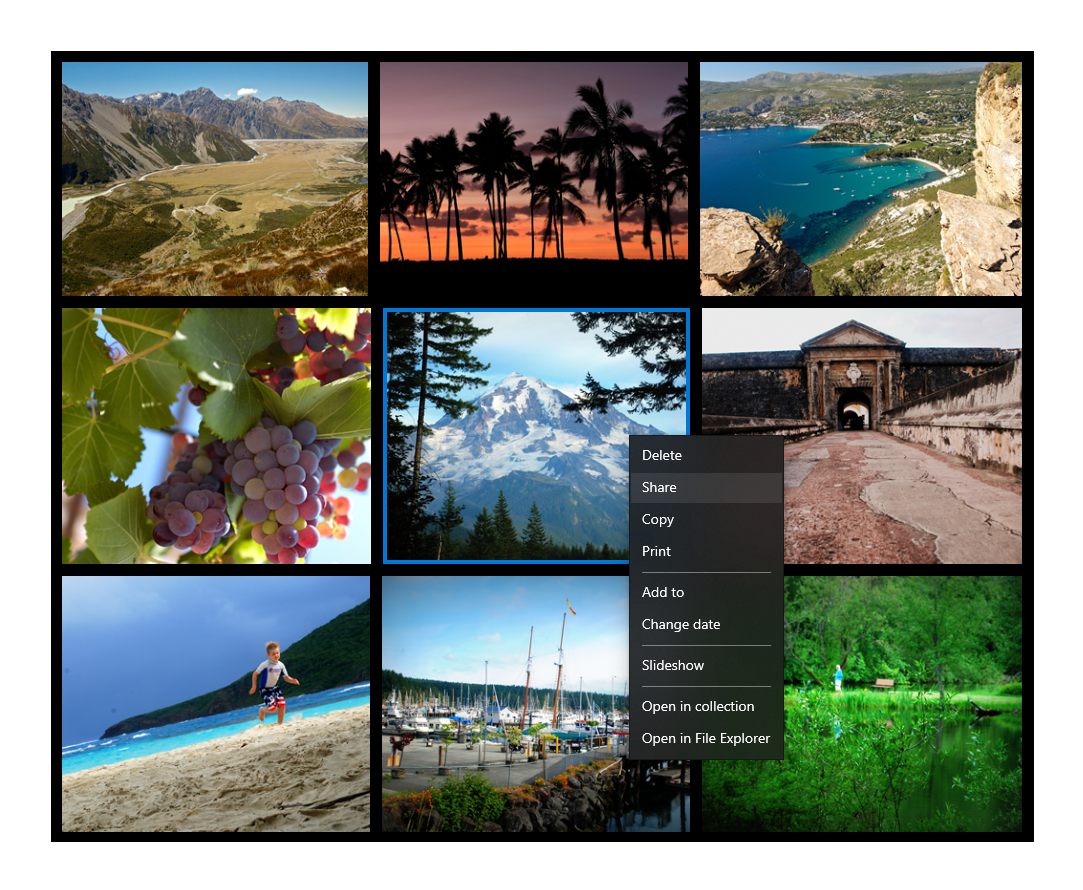 Delete
Share
Copy
Print
Add to
Change date
Slideshow
Open in collection
Open in File Explorer